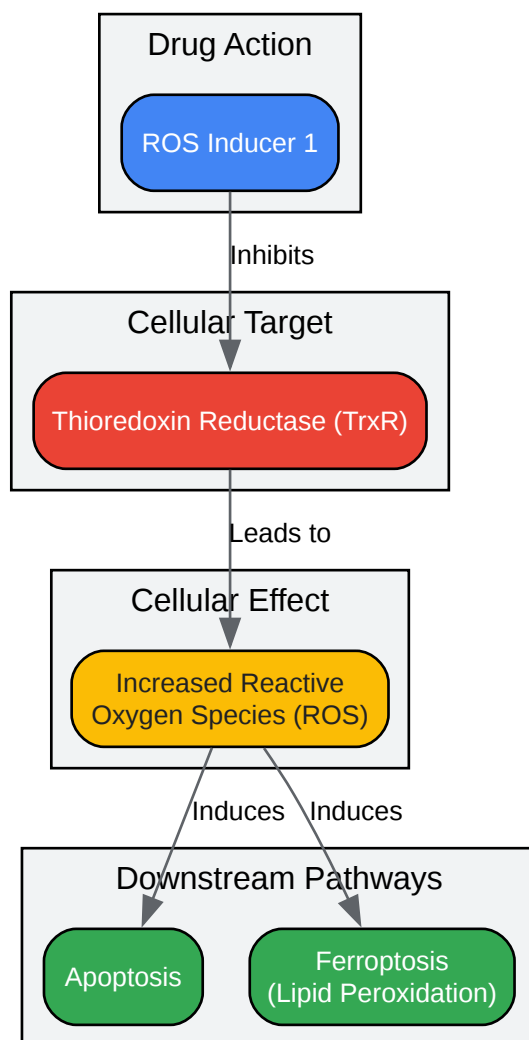 Drug Action
ROS Inducer 1
Inhibits
Cellular Target
Thioredoxin Reductase (TrxR)
Leads to
Cellular Effect
Increased Reactive
Oxygen Species (ROS)
Induces
Induces
Downstream Pathways
Apoptosis
Ferroptosis
(Lipid Peroxidation)